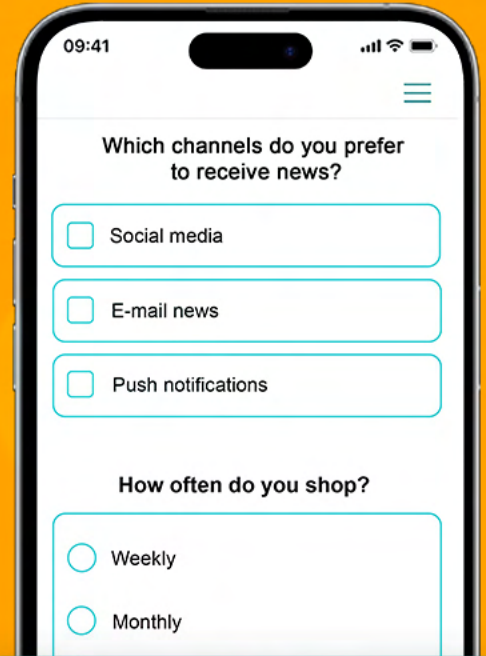 09:41
Which channels do you prefer
to receive news?
Social media
E-mail news
Push notifications
How often do you shop?
Weekly
Monthly